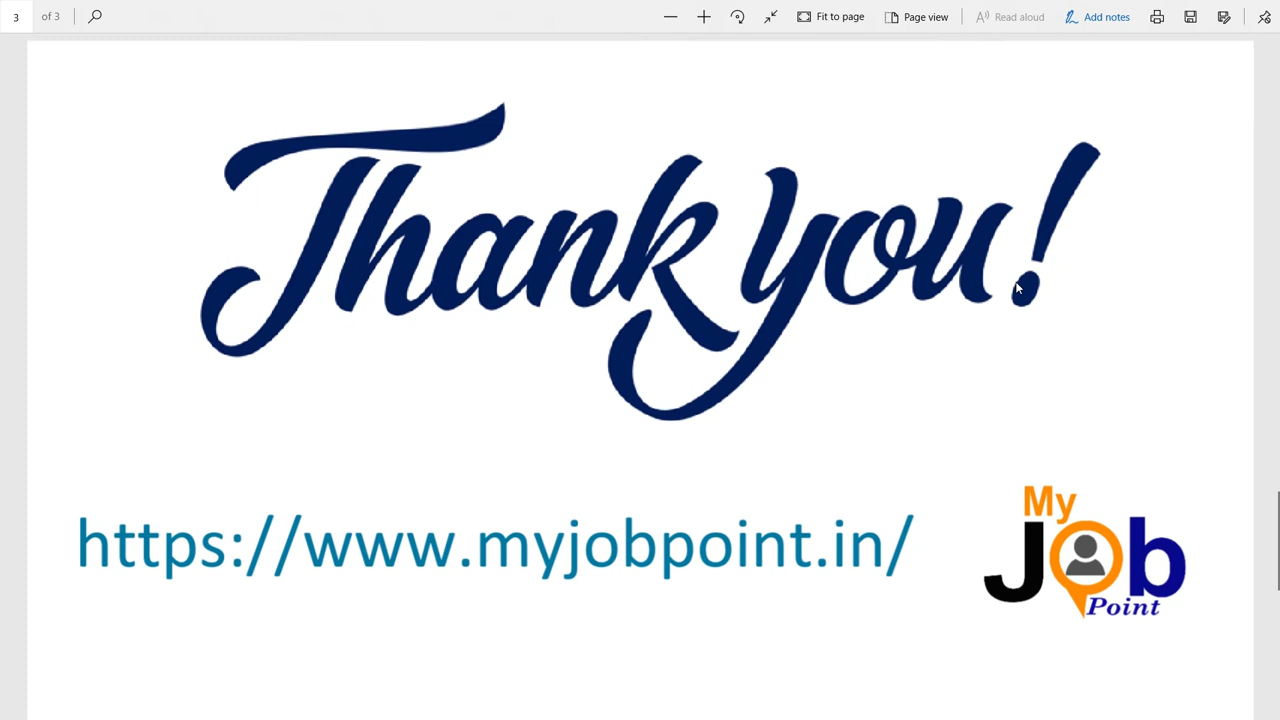 3 of 3 Fit to page Page view Read aloud Add notes
Thank you!
https://www.myjobpoint.in/
My
Job
Point